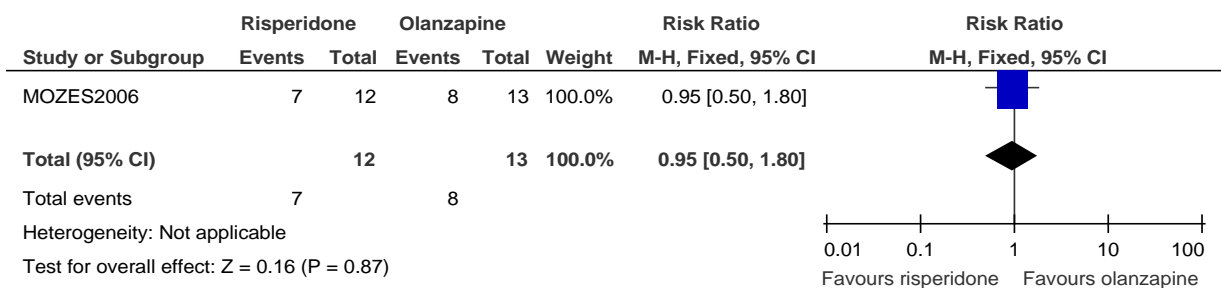 Risperidone Olanzapine Risk Ratio Risk Ratio
Study or Subgroup Events Total Events Total Weight M-H, Fixed, 95% CI M-H, Fixed, 95% CI
MOZES2006 7 12 8 13 100.0% 0.95 [0.50, 1.80]
Total (95% CI) 12 13 100.0% 0.95 [0.50, 1.80]
Total events 7 8
Heterogeneity: Not applicable
Test for overall effect: Z = 0.16 (P = 0.87)
0.01 0.1 1 10 100
Favours risperidone Favours olanzapine